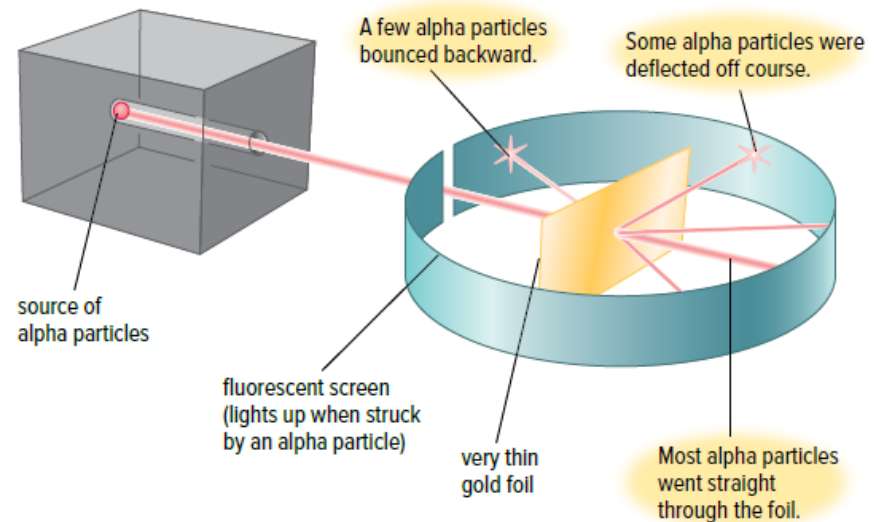 A few alpha particles
bounced backward.
Some alpha particles were
deflected off course.
source of
alpha particles
fluorescent screen
(lights up when struck
by an alpha particle)
very thin
gold foil
Most alpha particles
went straight
through the foil.